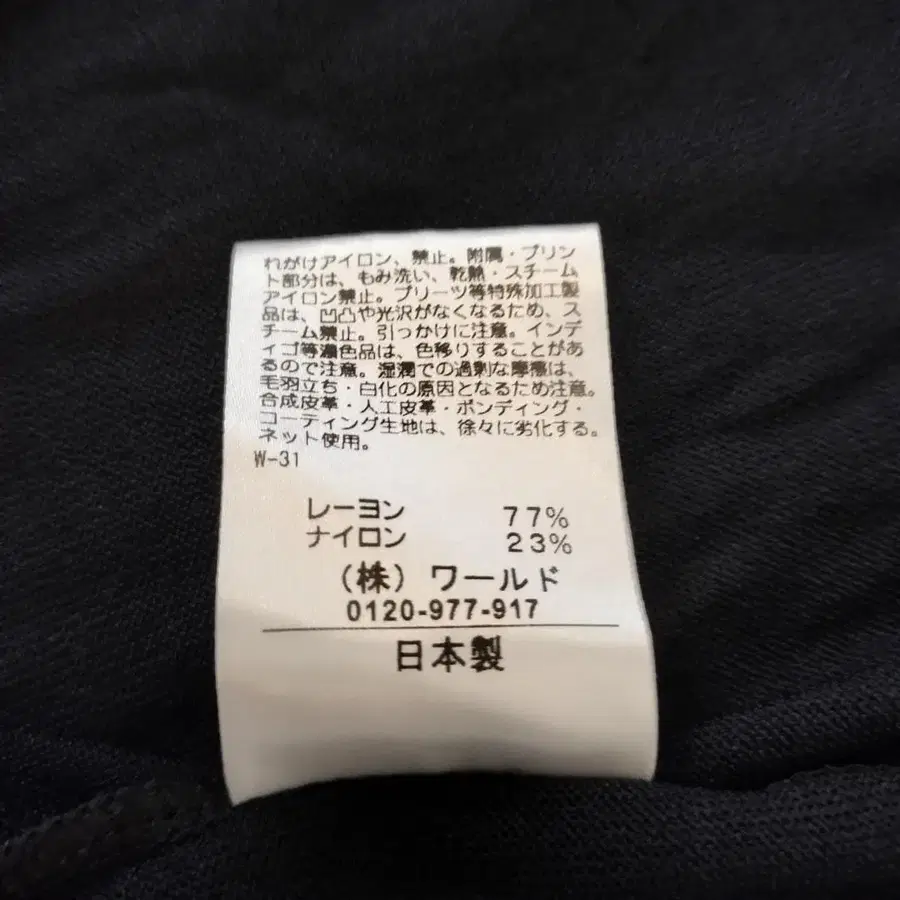 れがけアイロン、禁止。附属・プリン
ト部分は、もみ洗い、乾熱・スチーム
アイロン禁止。プリーツ等特殊加工製
品は、凹凸や光沢がなくなるため、ス
チーム禁止。引っかけに注意。インデ
ィゴ等濃色品は、色移りすることがあ
るので注意。湿潤での過剰な摩擦は、
毛羽立ち・白化の原因となるため注意。
合成皮革・人工皮革・ボンディング・
コーティング生地は、徐々に劣化する。
ネット使用。
W-31
レーヨン 77%
ナイロン 23%
(株) ワールド
0120-977-917
日本製